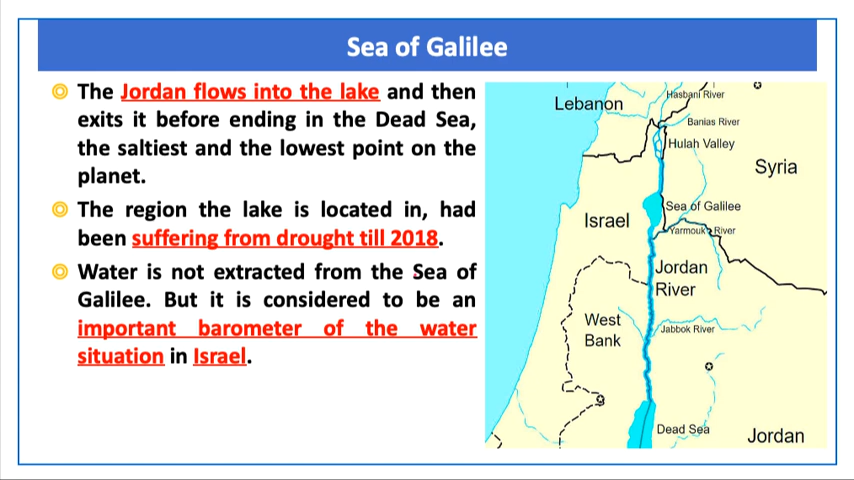 Sea of Galilee
The Jordan flows into the lake and then
exits it before ending in the Dead Sea,
the saltiest and the lowest point on the
planet.
The region the lake is located in, had
been suffering from drought till 2018.
Water is not extracted from the Sea of
Galilee. But it is considered to be an
important barometer of the water
situation in Israel.
Lebanon
Hasbani River
Banias River
Hulah Valley
Syria
Sea of Galilee
Israel
Yarmouk River
Jordan
River
West
Bank
Jabbok River
Dead Sea
Jordan